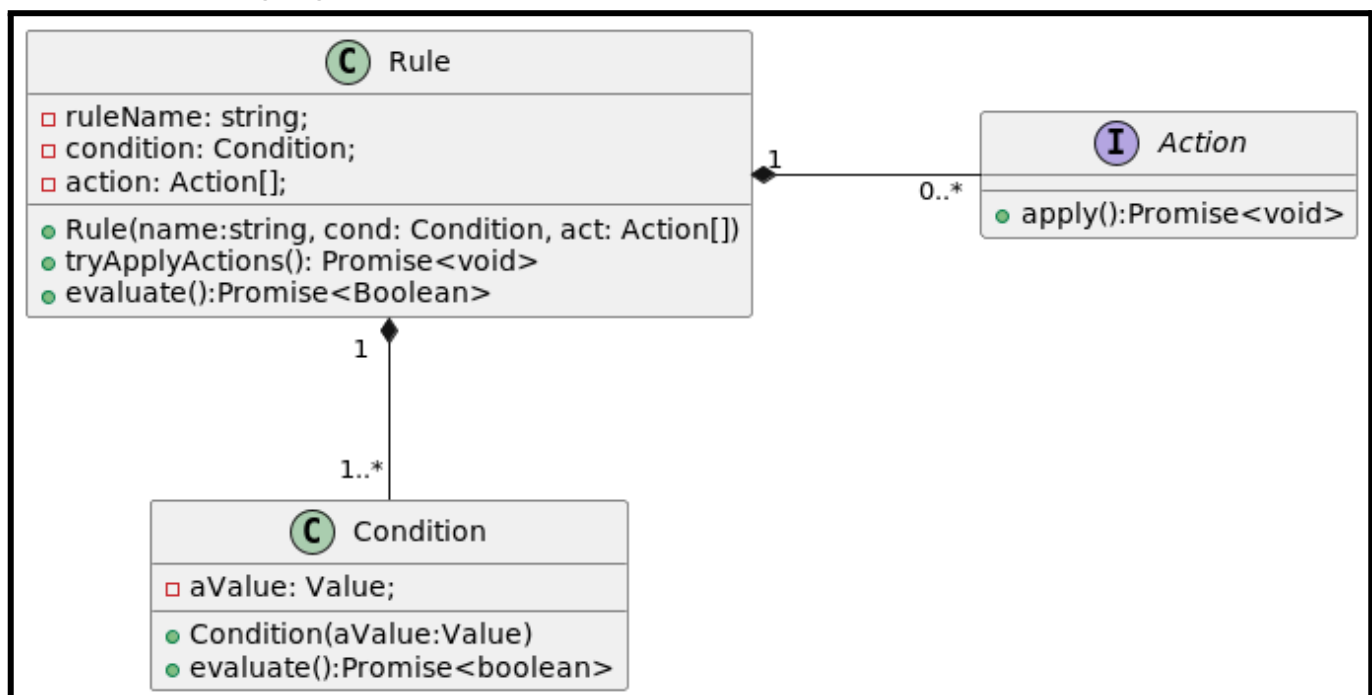 C Rule
ruleName: string;
condition: Condition;
action: Action[];
Rule(name:string, cond: Condition, act: Action[])
tryApplyActions(): Promise<void>
evaluate():Promise<Boolean>
I Action
apply():Promise<void>
1
0..*
1
1..*
C Condition
aValue: Value;
Condition(aValue:Value)
evaluate():Promise<boolean>